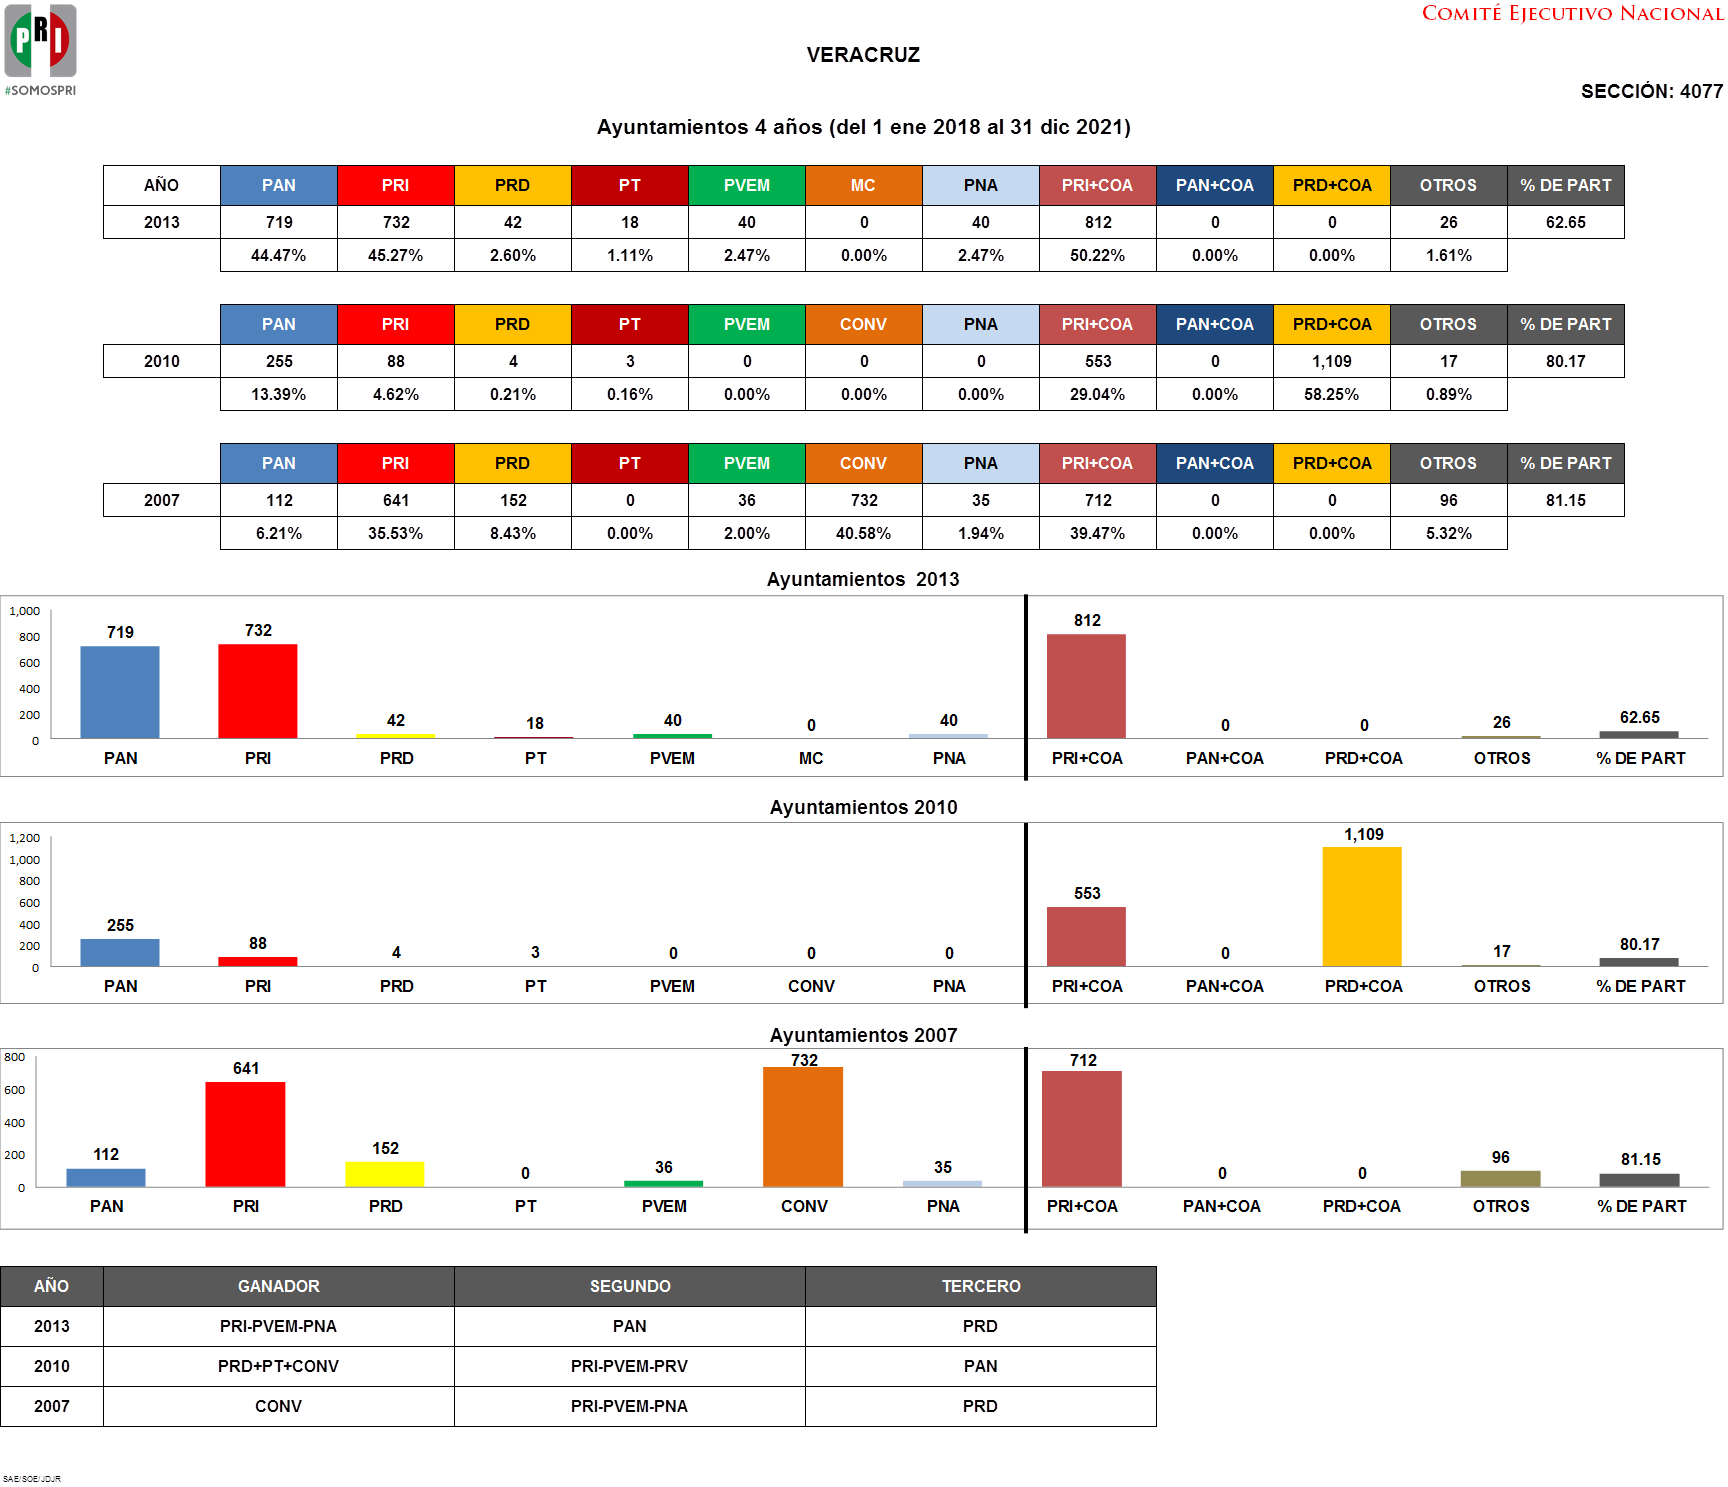 PRI
#SOMOSPRI
COMITÉ EJECUTIVO NACIONAL
VERACRUZ
SECCIÓN: 4077
Ayuntamientos 4 años (del 1 ene 2018 al 31 dic 2021)
AÑO PAN PRI PRD PT PVEM MC PNA PRI+COA PAN+COA PRD+COA OTROS % DE PART
2013 719 732 42 18 40 0 40 812 0 0 26 62.65
44.47% 45.27% 2.60% 1.11% 2.47% 0.00% 2.47% 50.22% 0.00% 0.00% 1.61%
PAN PRI PRD PT PVEM CONV PNA PRI+COA PAN+COA PRD+COA OTROS % DE PART
2010 255 88 4 3 0 0 0 553 0 1,109 17 80.17
13.39% 4.62% 0.21% 0.16% 0.00% 0.00% 0.00% 29.04% 0.00% 58.25% 0.89%
PAN PRI PRD PT PVEM CONV PNA PRI+COA PAN+COA PRD+COA OTROS % DE PART
2007 112 641 152 0 36 732 35 712 0 0 96 81.15
6.21% 35.53% 8.43% 0.00% 2.00% 40.58% 1.94% 39.47% 0.00% 0.00% 5.32%
Ayuntamientos 2013
1,000
800
600
400
200
0
719 732 42 18 40 0 40 812 0 0 26 62.65
PAN PRI PRD PT PVEM MC PNA PRI+COA PAN+COA PRD+COA OTROS % DE PART
Ayuntamientos 2010
1,200
1,000
800
600
400
200
0
255 88 4 3 0 0 0 553 0 1,109 17 80.17
PAN PRI PRD PT PVEM CONV PNA PRI+COA PAN+COA PRD+COA OTROS % DE PART
Ayuntamientos 2007
800
600
400
200
0
112 641 152 0 36 732 35 712 0 0 96 81.15
PAN PRI PRD PT PVEM CONV PNA PRI+COA PAN+COA PRD+COA OTROS % DE PART
AÑO GANADOR SEGUNDO TERCERO
2013 PRI-PVEM-PNA PAN PRD
2010 PRD+PT+CONV PRI-PVEM-PRV PAN
2007 CONV PRI-PVEM-PNA PRD
SAE/SOE/JDJR